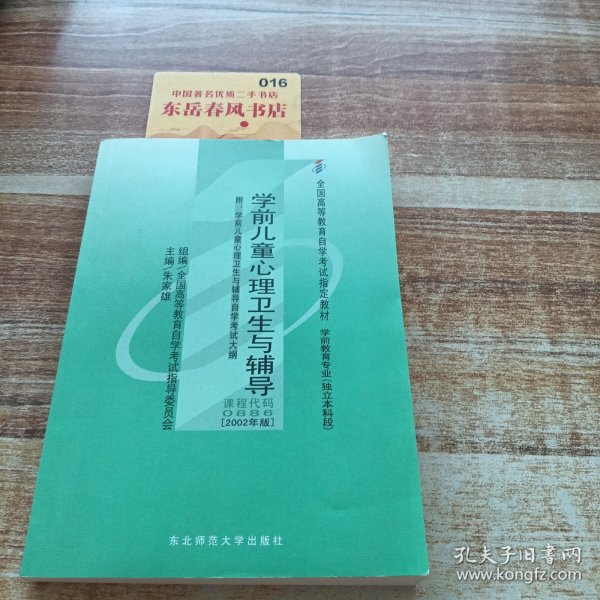 016
中国著名优质二手书店
东岳春风书店
全国高等教育自学考试指定教材
学前教育专业(独立本科段)
学前儿童心理卫生与辅导
附:学前儿童心理卫生与辅导自学考试大纲
课程代码
0886
[2002年版]
组编/全国高等教育自学考试指导委员会
主编/朱家雄
东北师范大学出版社
孔夫子旧书网
www.kongfz.com